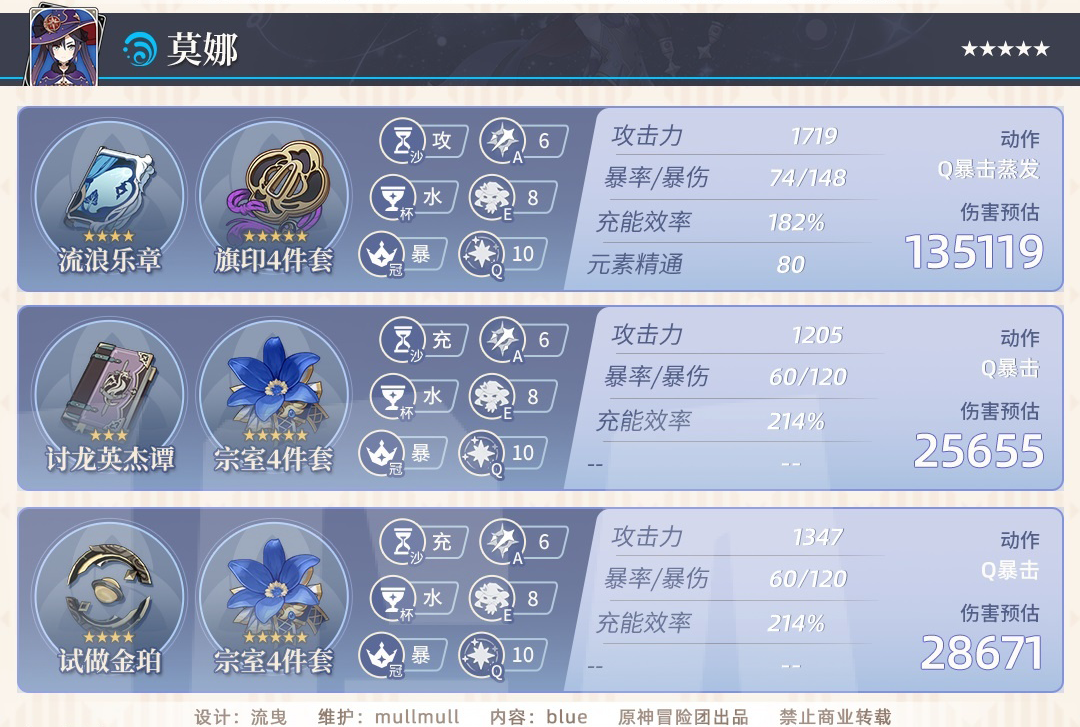 莫娜
流浪乐章
旗印4件套
沙 攻
A 6
杯 水
E 8
冠 暴
Q 10
攻击力 1719
暴率/暴伤 74/148
充能效率 182%
元素精通 80
动作
Q暴击蒸发
伤害预估
135119
讨龙英杰谭
宗室4件套
沙 充
A 6
杯 水
E 8
冠 暴
Q 10
攻击力 1205
暴率/暴伤 60/120
充能效率 214%
-- --
动作
Q暴击
伤害预估
25655
试做金珀
宗室4件套
沙 充
A 6
杯 水
E 8
冠 暴
Q 10
攻击力 1347
暴率/暴伤 60/120
充能效率 214%
-- --
动作
Q暴击
伤害预估
28671
设计：流曳 维护：mullmull 内容：blue 原神冒险团出品 禁止商业转载